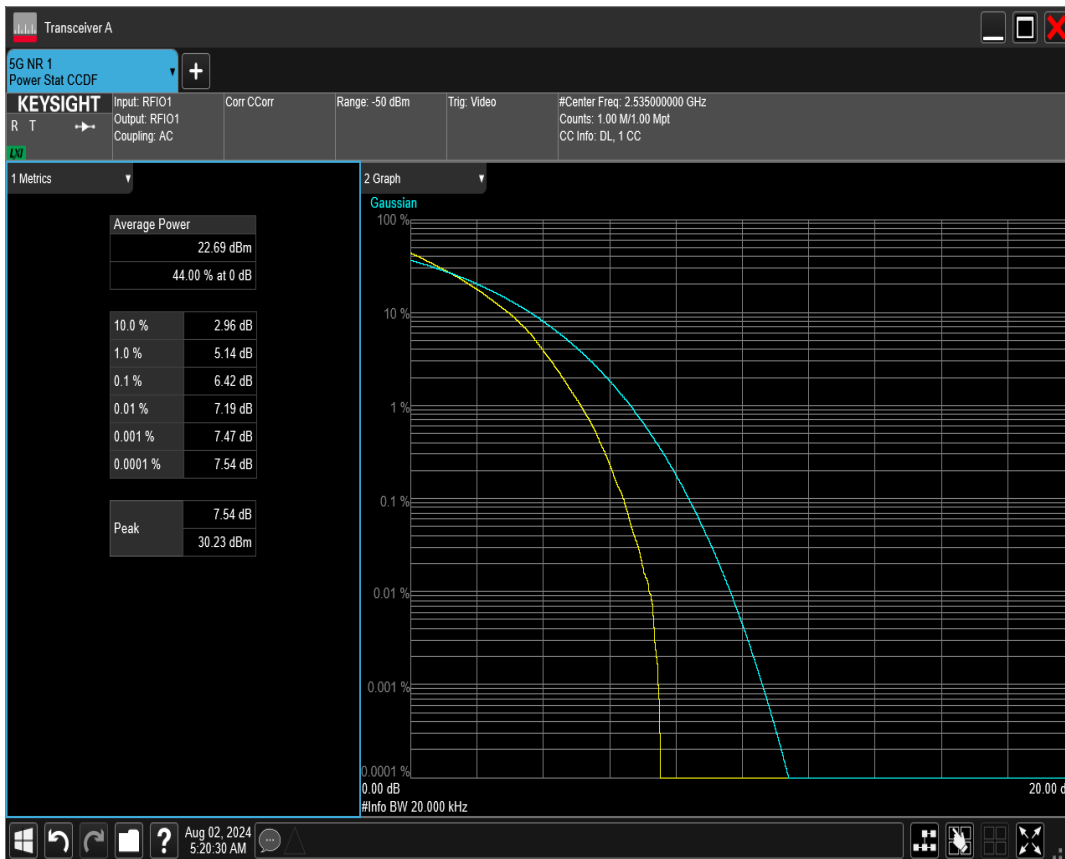 Transceiver A
5G NR 1
Power Stat CCDF
KEYSIGHT
R T
LXI
Input: RFIO1
Output: RFIO1
Coupling: AC
Corr CCorr
Range: -50 dBm
Trig: Video
#Center Freq: 2.535000000 GHz
Counts: 1.00 M/1.00 Mpt
CC Info: DL, 1 CC
1 Metrics
Average Power
22.69 dBm
44.00 % at 0 dB
10.0 % 2.96 dB
1.0 % 5.14 dB
0.1 % 6.42 dB
0.01 % 7.19 dB
0.001 % 7.47 dB
0.0001 % 7.54 dB
Peak
7.54 dB
30.23 dBm
2 Graph
Gaussian
100 %
10 %
1 %
0.1 %
0.01 %
0.001 %
0.0001 %
0.00 dB
20.00 d
#Info BW 20.000 kHz
?
Aug 02, 2024
5:20:30 AM